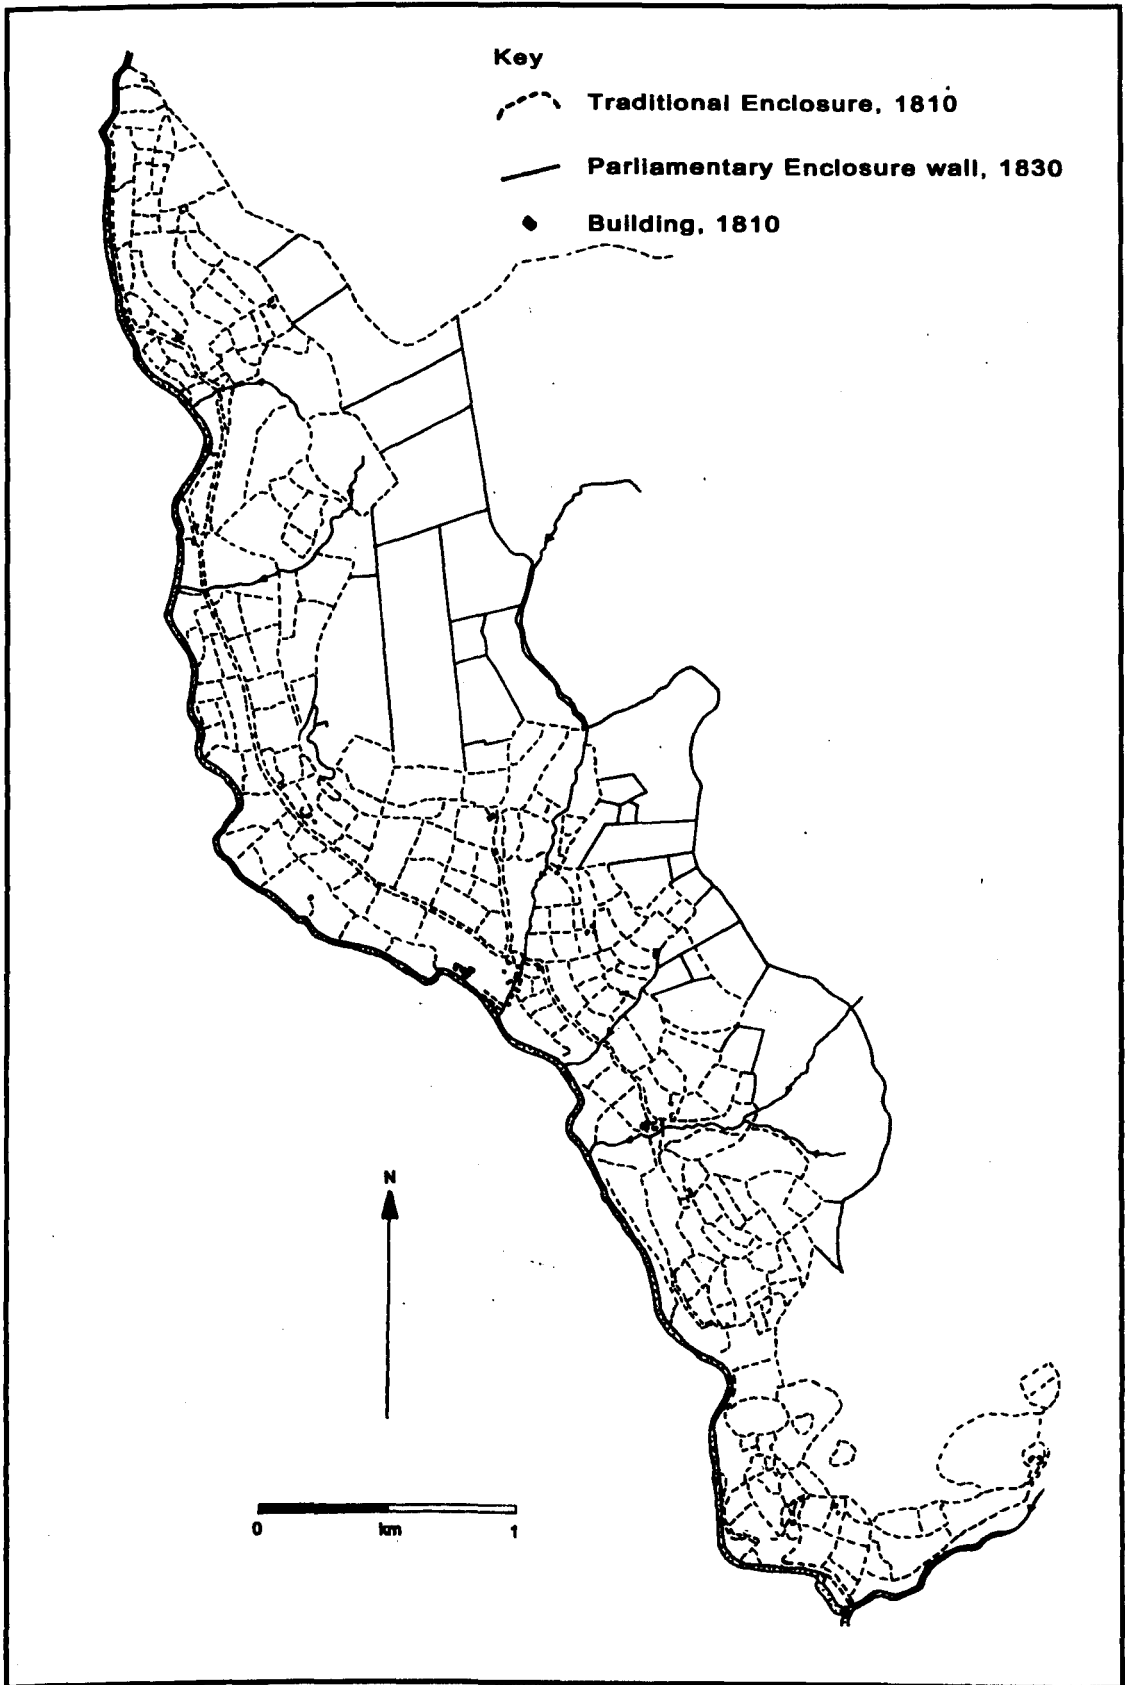 Key
Traditional Enclosure, 1810
Parliamentary Enclosure wall, 1830
Building, 1810
N
0 km 1